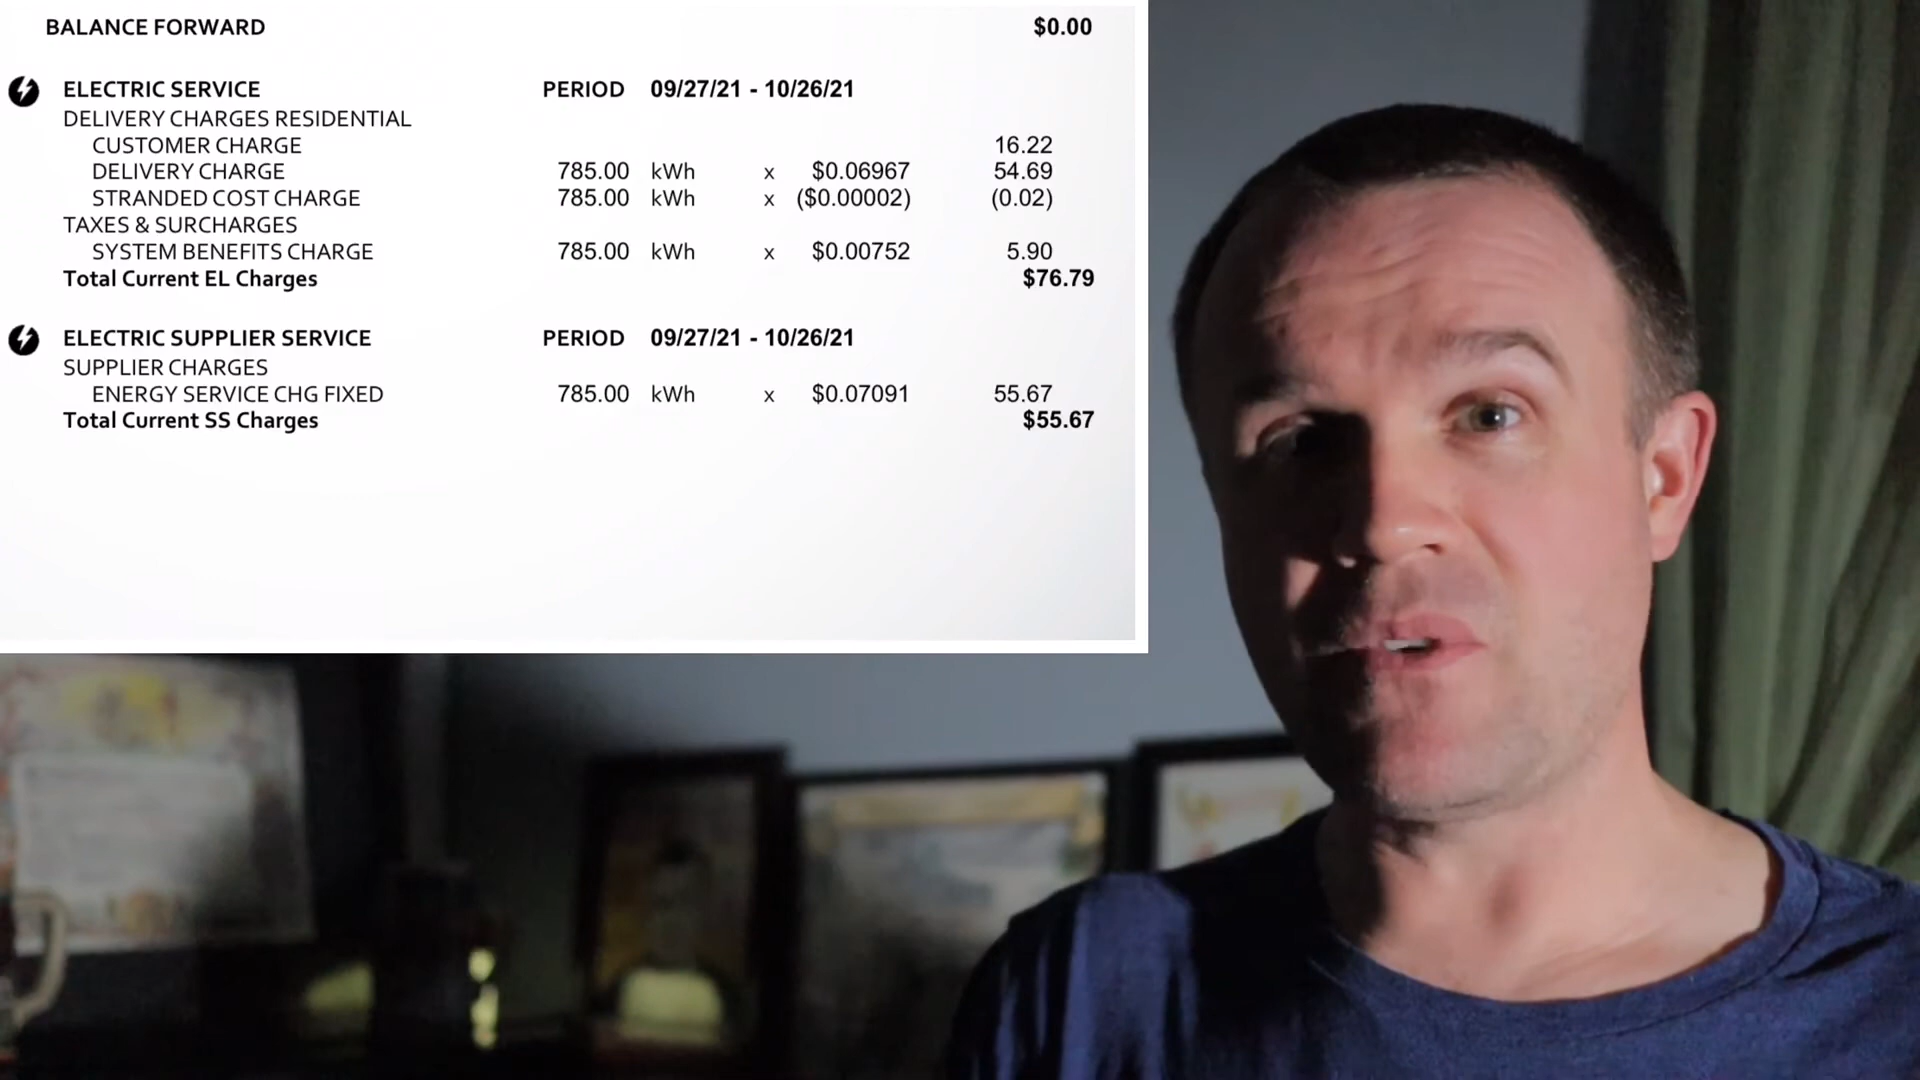 BALANCE FORWARD $0.00
ELECTRIC SERVICE PERIOD 09/27/21 - 10/26/21
DELIVERY CHARGES RESIDENTIAL
CUSTOMER CHARGE 16.22
DELIVERY CHARGE 785.00 kWh x $0.06967 54.69
STRANDED COST CHARGE 785.00 kWh x ($0.00002) (0.02)
TAXES & SURCHARGES
SYSTEM BENEFITS CHARGE 785.00 kWh x $0.00752 5.90
Total Current EL Charges $76.79
ELECTRIC SUPPLIER SERVICE PERIOD 09/27/21 - 10/26/21
SUPPLIER CHARGES
ENERGY SERVICE CHG FIXED 785.00 kWh x $0.07091 55.67
Total Current SS Charges $55.67